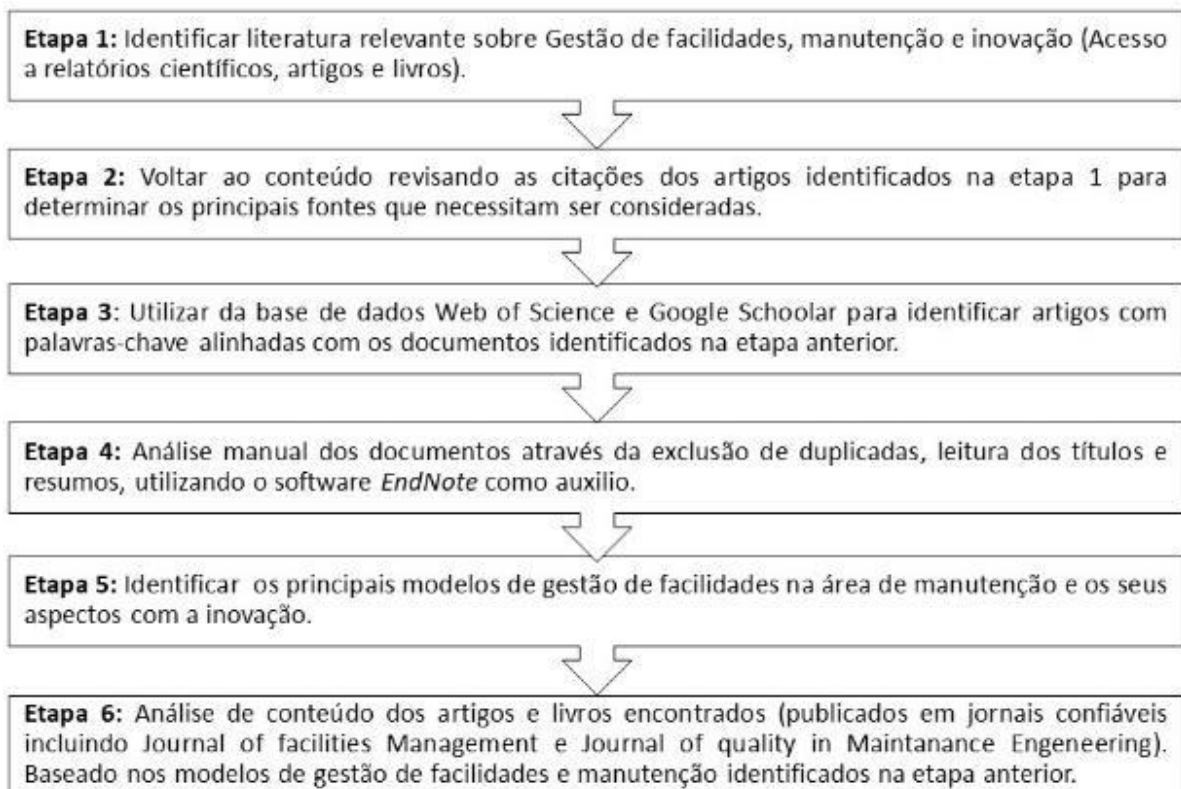 Etapa 1: Identificar literatura relevante sobre Gestão de facilidades, manutenção e inovação (Acesso
a relatórios científicos, artigos e livros).
Etapa 2: Voltar ao conteúdo revisando as citações dos artigos identificados na etapa 1 para
determinar os principais fontes que necessitam ser consideradas.
Etapa 3: Utilizar da base de dados Web of Science e Google Schoolar para identificar artigos com
palavras-chave alinhadas com os documentos identificados na etapa anterior.
Etapa 4: Análise manual dos documentos através da exclusão de duplicadas, leitura dos títulos e
resumos, utilizando o software EndNote como auxilio.
Etapa 5: Identificar os principais modelos de gestão de facilidades na área de manutenção e os seus
aspectos com a inovação.
Etapa 6: Análise de conteúdo dos artigos e livros encontrados (publicados em jornais confiáveis
incluindo Journal of facilities Management e Journal of quality in Maintanance Engeneering).
Baseado nos modelos de gestão de facilidades e manutenção identificados na etapa anterior.